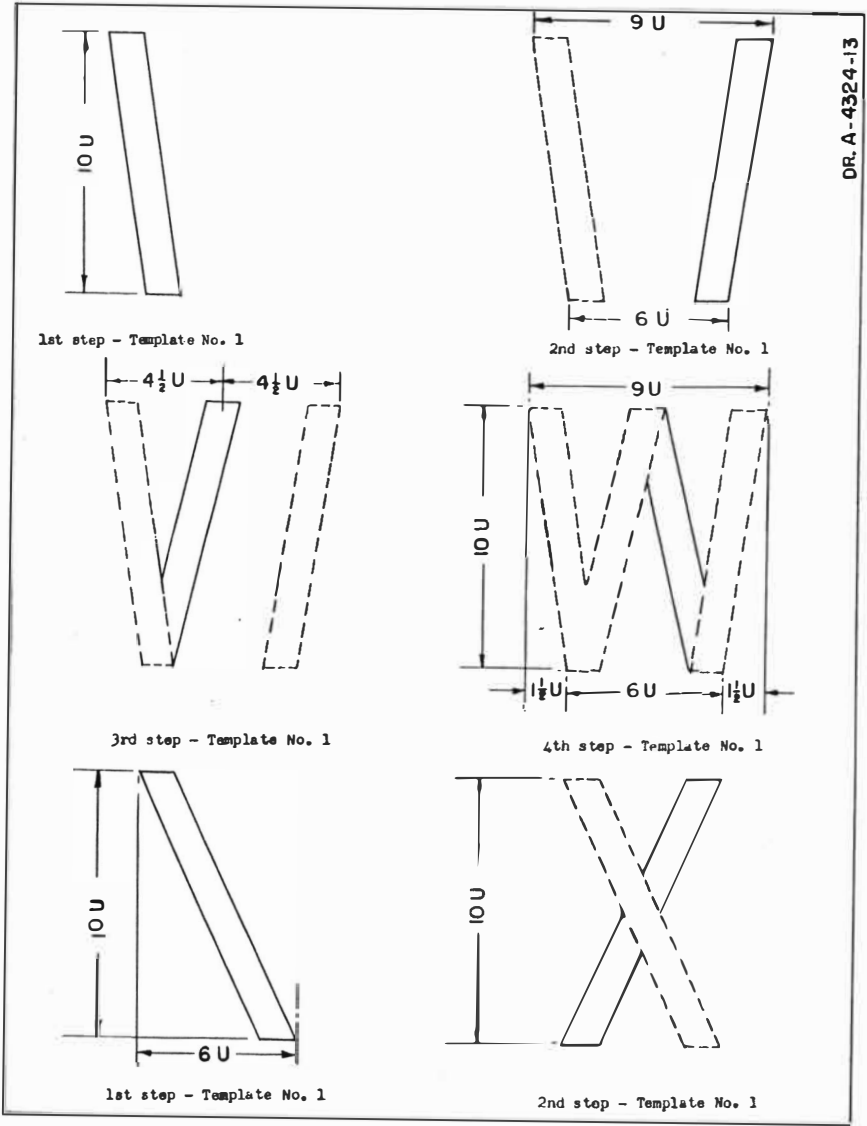 9 U
DR. A-4324-13
10 U
6 U
1st step - Template No. 1
2nd step - Template No. 1
4½ U 4½ U
9 U
10 U
1½ U 6 U 1½ U
3rd step - Template No. 1
4th step - Template No. 1
10 U
10 U
6 U
1st step - Template No. 1
2nd step - Template No. 1